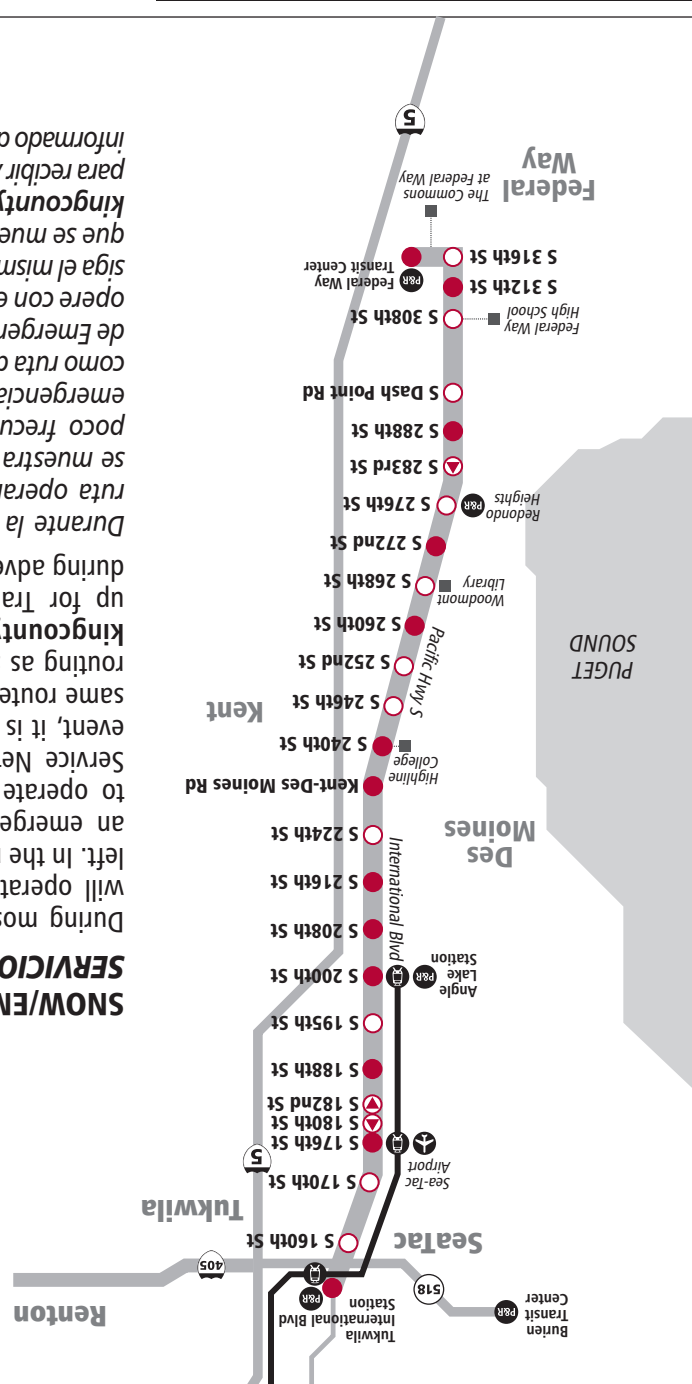 Burien
Transit
Center
P&R
518
Tukwila
International Blvd
Station
P&R
405
Renton
SeaTac
Tukwila
S 160th St
S 170th St
Sea-Tac
Airport
5
S 176th St
S 180th St
S 182nd St
S 188th St
S 195th St
Angle
Lake
Station
P&R
S 200th St
International Blvd
S 208th St
S 216th St
S 224th St
Des
Moines
Kent-Des Moines Rd
Highline
College
S 240th St
Kent
Pacific Hwy S
S 246th St
S 252nd St
PUGET
SOUND
S 260th St
Woodmont
Library
S 268th St
S 272nd St
Redondo
Heights
P&R
S 276th St
S 283rd St
S 288th St
S Dash Point Rd
Federal Way
High School
S 308th St
S 312th St
S 316th St
P&R
Federal Way
Transit Center
The Commons
at Federal Way
Federal
Way
5
SNOW/EM
SERVICIO
During mos
will operat
left. In the
an emerge
to operate
Service Ne
event, it is
same route
routing as
kingcounty
up for Tra
during adve
Durante la
ruta operar
se muestra
poco frecu
emergencia
como ruta d
de Emergen
opere con e
siga el mism
que se mue
kingcounty
para recibir
informado d